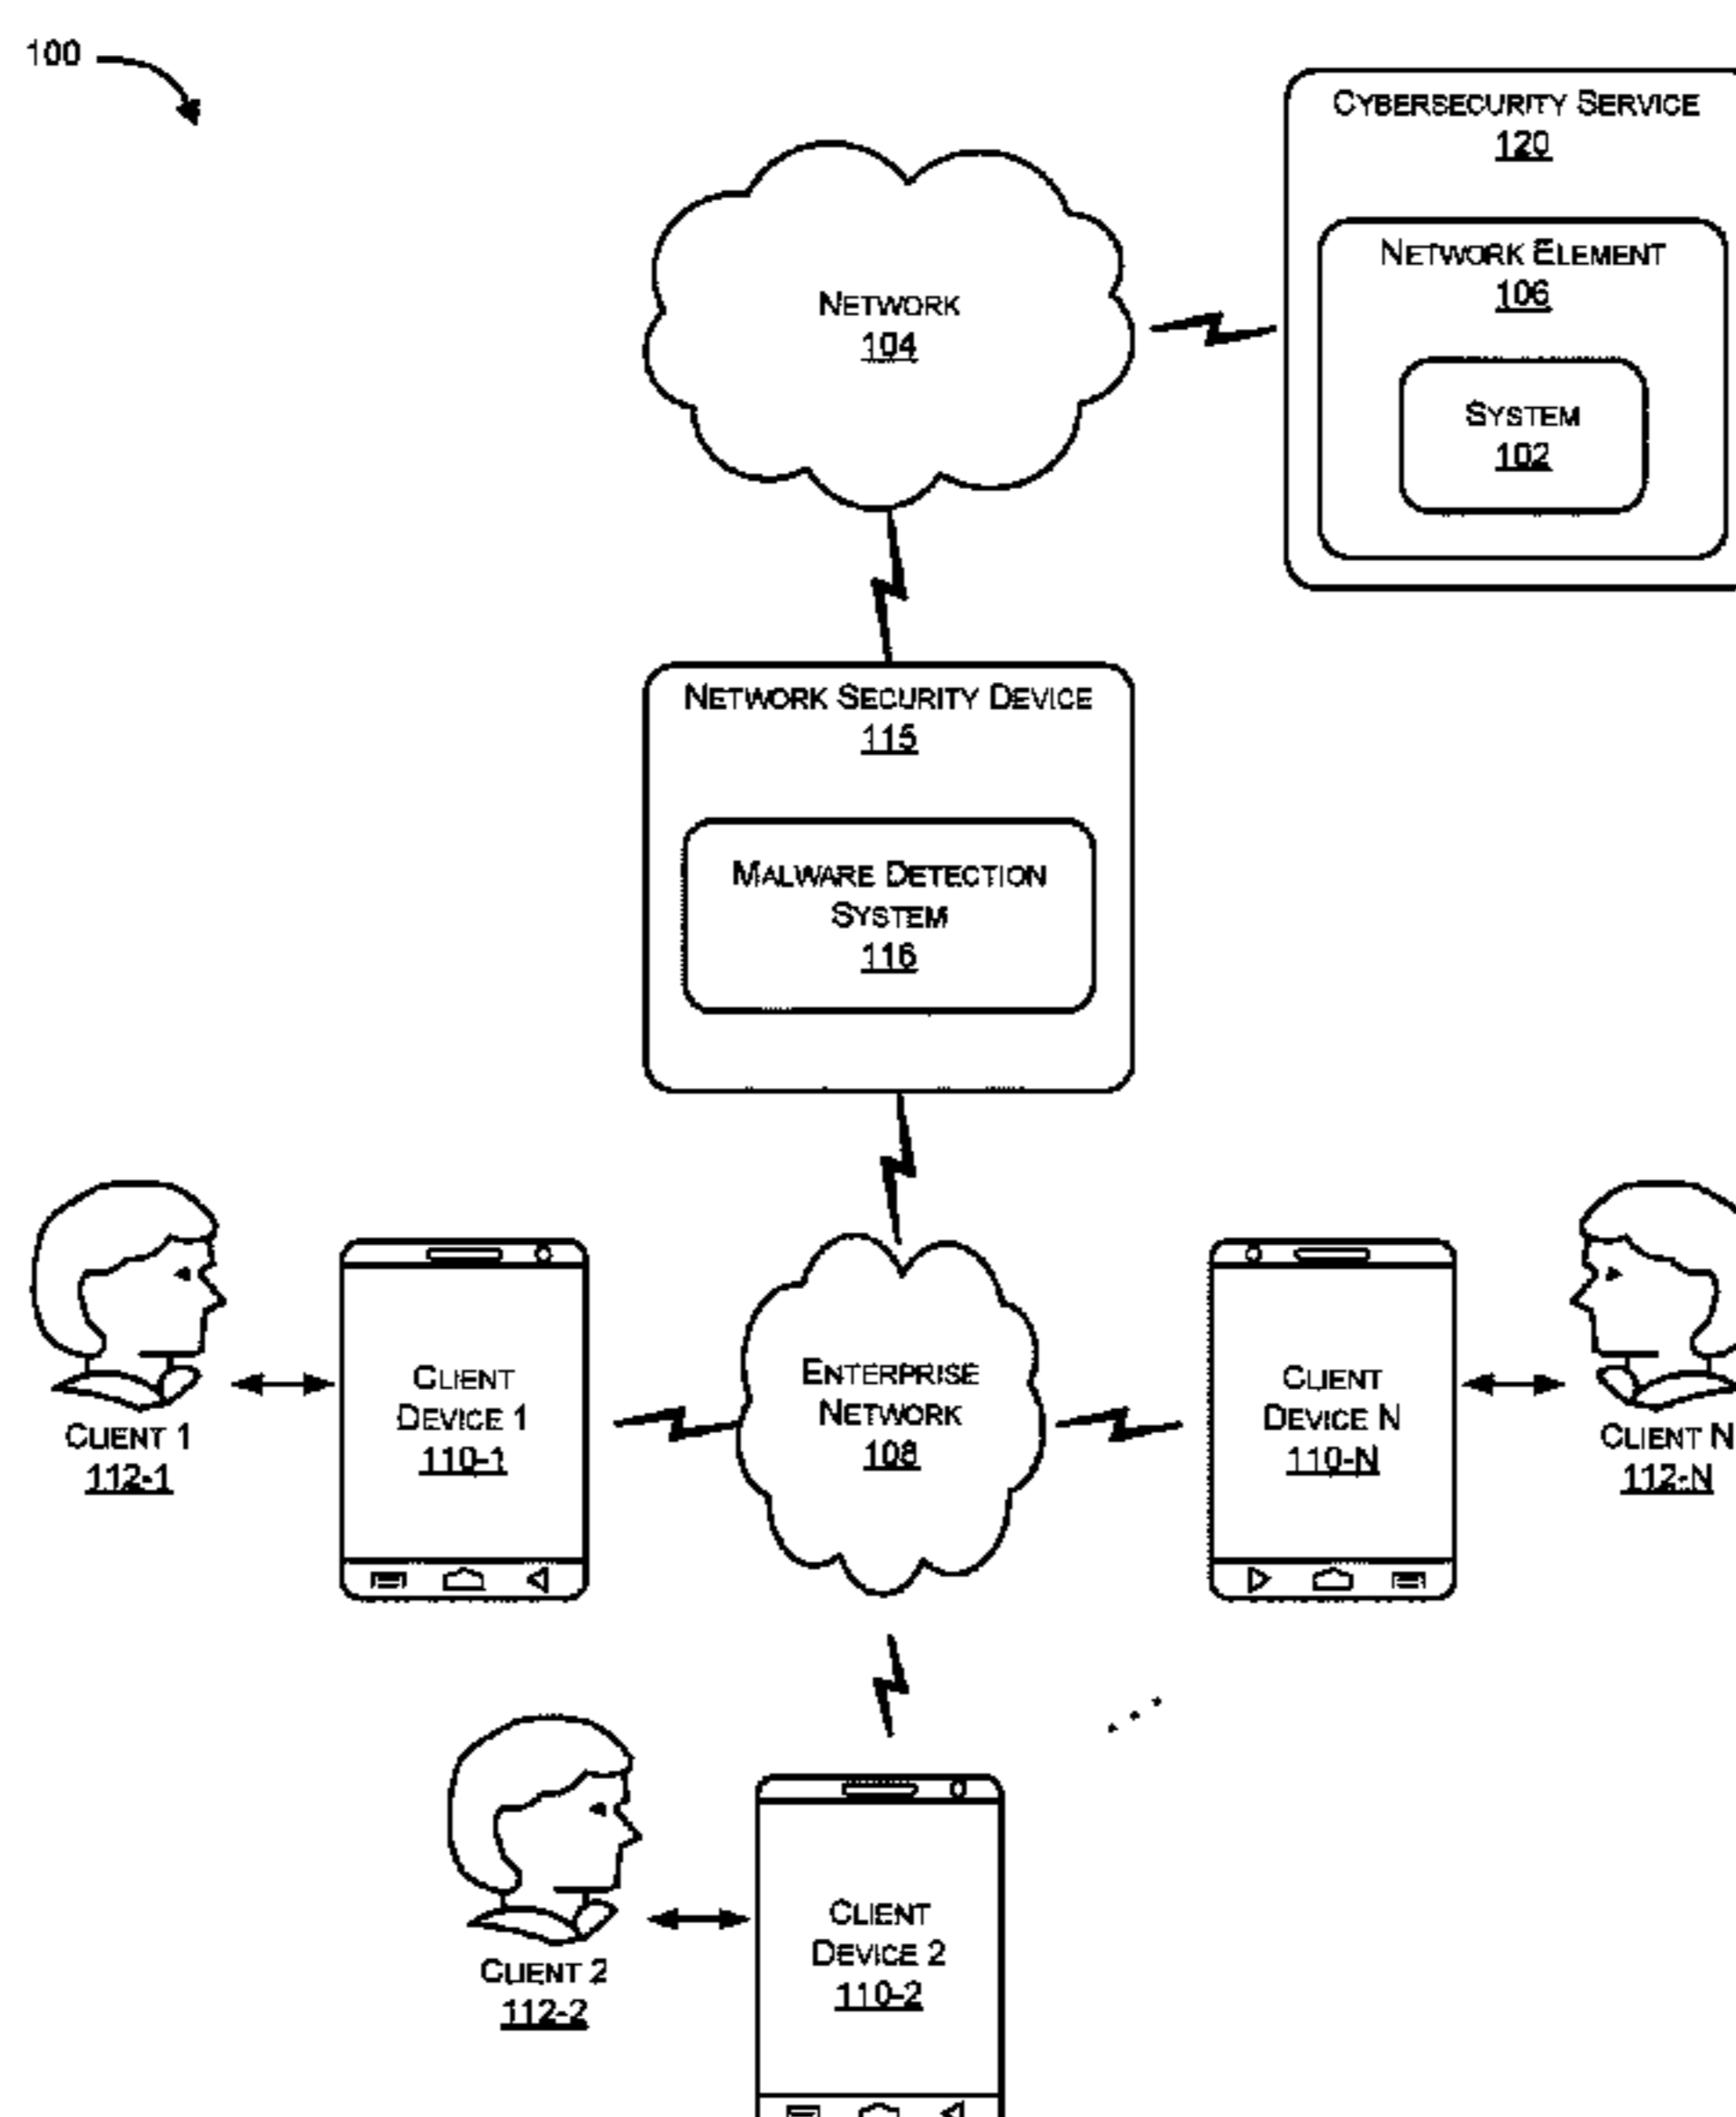 100
CYBERSECURITY SERVICE
120
NETWORK ELEMENT
106
SYSTEM
102
NETWORK
104
NETWORK SECURITY DEVICE
115
MALWARE DETECTION
SYSTEM
116
CLIENT 1
112-1
CLIENT
DEVICE 1
110-1
ENTERPRISE
NETWORK
108
CLIENT
DEVICE N
110-N
CLIENT N
112-N
...
CLIENT 2
112-2
CLIENT
DEVICE 2
110-2